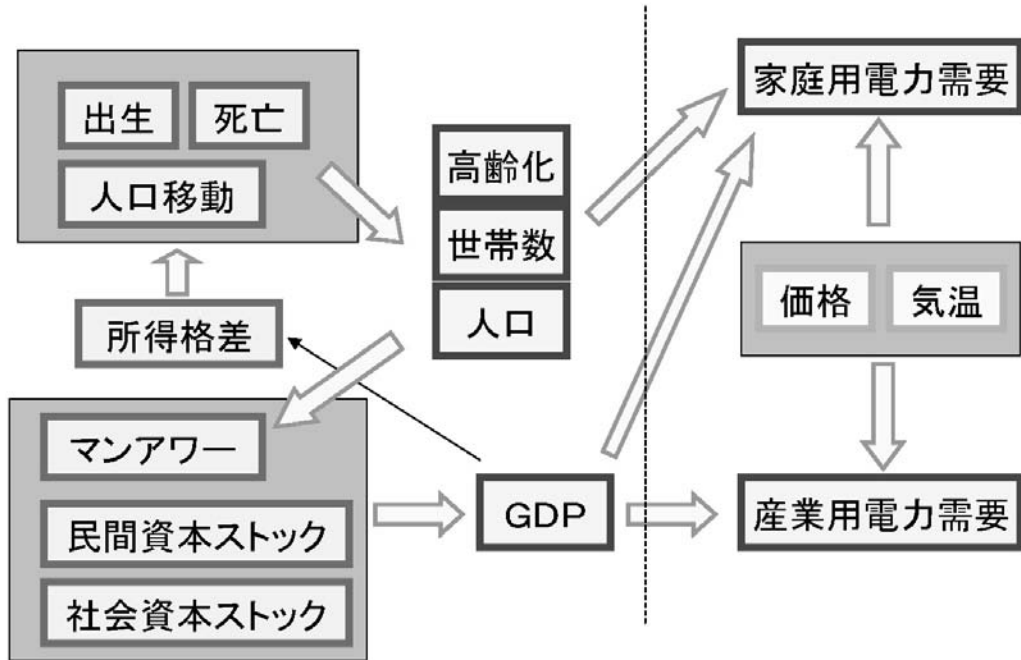 出生
死亡
人口移動
所得格差
マンアワー
民間資本ストック
社会資本ストック
高齢化
世帯数
人口
GDP
家庭用電力需要
価格
気温
産業用電力需要